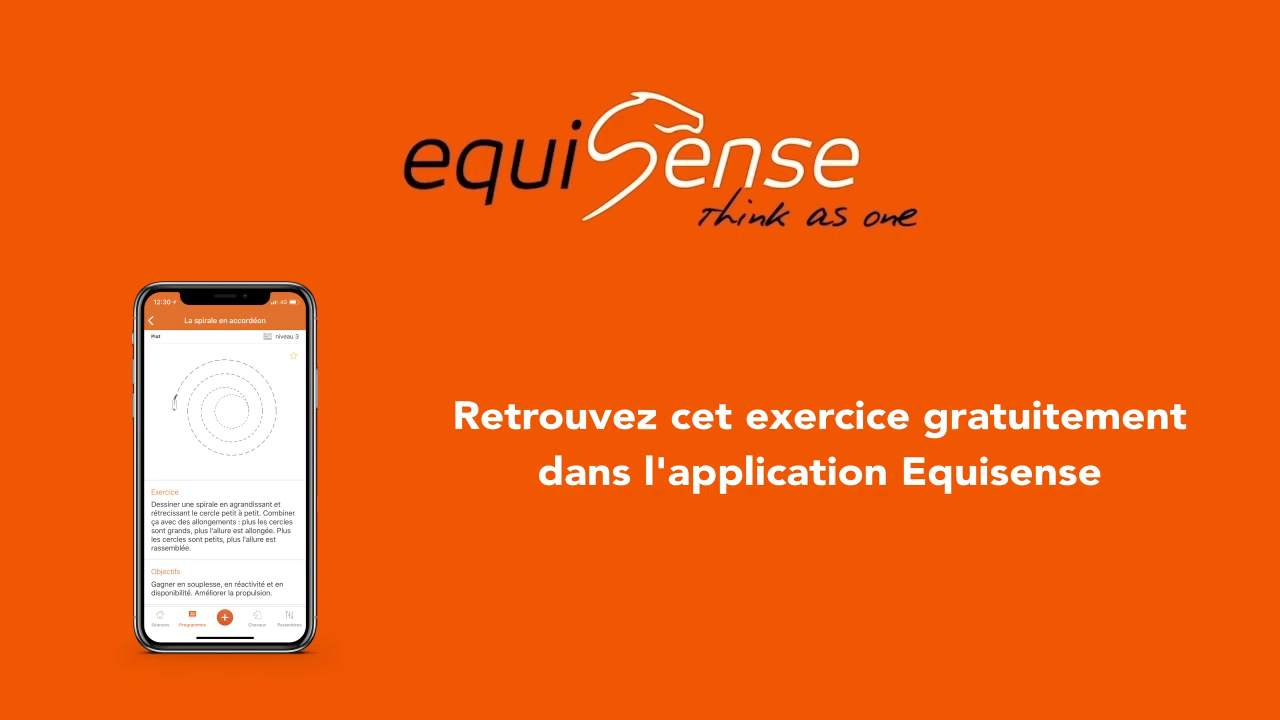 equisense
Think as one
12:30
4G
La spirale en accordéon
Plat
niveau 3
Exercice
Dessiner une spirale en agrandissant et
rétrecissant le cercle petit à petit. Combiner
ça avec des allongements : plus les cercles
sont grands, plus l'allure est allongée. Plus
les cercles sont petits, plus l'allure est
rassemblée.
Objectifs
Gagner en souplesse, en réactivité et en
disponibilité. Améliorer la propulsion.
Séances
Programmes
Chevaux
Paramètres
Retrouvez cet exercice gratuitement
dans l'application Equisense